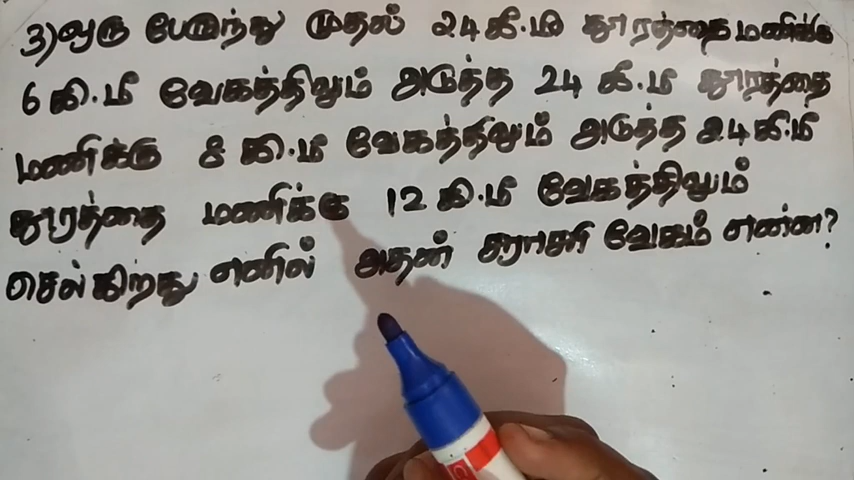 3) ஒரு பேருந்து முதல் 24 கி.மீ தூரத்தை மணிக்கு
6 கி.மீ வேகத்திலும் அடுத்த 24 கி.மீ தூரத்தை
மணிக்கு 8 கி.மீ வேகத்திலும் அடுத்த 24 கி.மீ
தூரத்தை மணிக்கு 12 கி.மீ வேகத்திலும்
செல்கிறது எனில் அதன் சராசரி வேகம் என்ன?